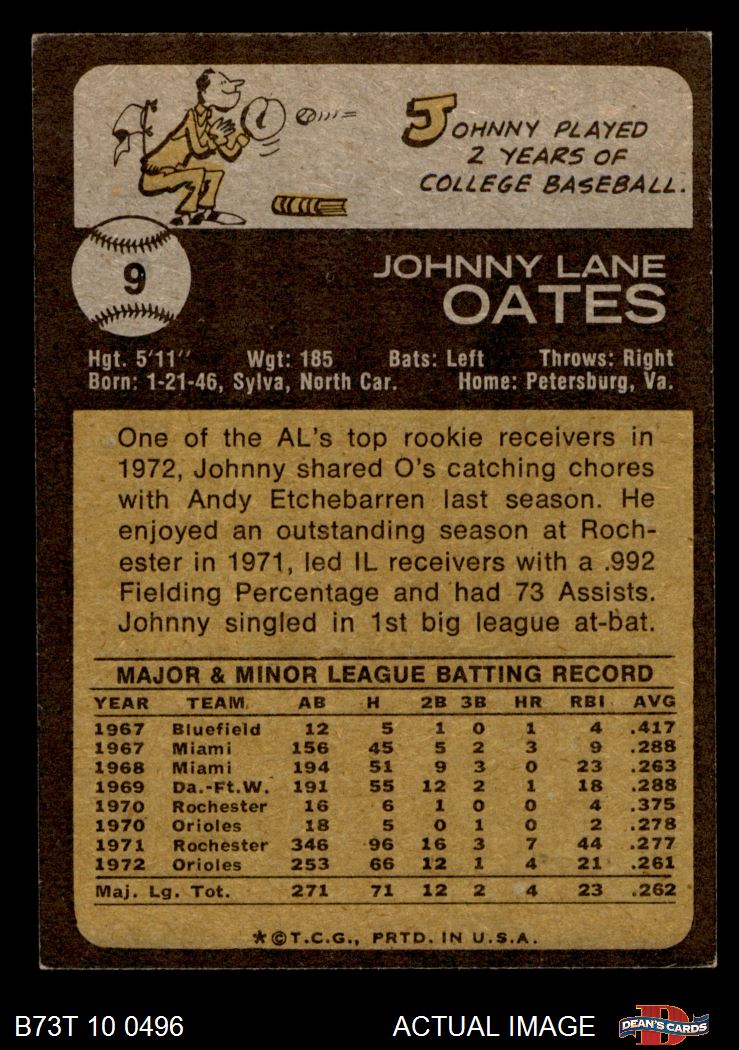 JOHNNY PLAYED
2 YEARS OF
COLLEGE BASEBALL.
9
JOHNNY LANE
OATES
Hgt. 5'11" Wgt: 185 Bats: Left Throws: Right
Born: 1-21-46, Sylva, North Car. Home: Petersburg, Va.
One of the AL's top rookie receivers in
1972, Johnny shared O's catching chores
with Andy Etchebarren last season. He
enjoyed an outstanding season at Roch-
ester in 1971, led IL receivers with a .992
Fielding Percentage and had 73 Assists.
Johnny singled in 1st big league at-bat.
MAJOR & MINOR LEAGUE BATTING RECORD
YEAR TEAM AB H 2B 3B HR RBI AVG
1967 Bluefield 12 5 1 0 1 4 .417
1967 Miami 156 45 5 2 3 9 .288
1968 Miami 194 51 9 3 0 23 .263
1969 Da.-Ft.W. 191 55 12 2 1 18 .288
1970 Rochester 16 6 1 0 0 4 .375
1970 Orioles 18 5 0 1 0 2 .278
1971 Rochester 346 96 16 3 7 44 .277
1972 Orioles 253 66 12 1 4 21 .261
Maj. Lg. Tot. 271 71 12 2 4 23 .262
*©T.C.G., PRTD. IN U.S.A.
B73T 10 0496 ACTUAL IMAGE
D
DEAN'S CARDS